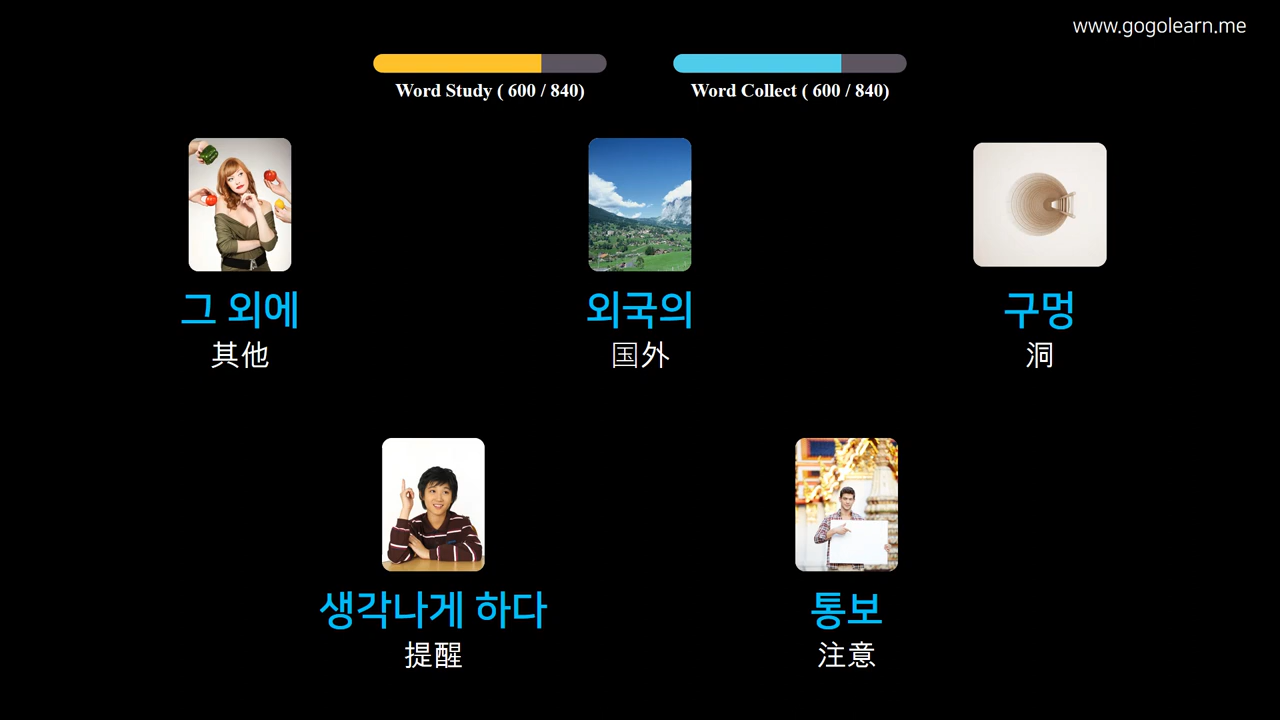 www.gogolearn.me
Word Study ( 600 / 840)
Word Collect ( 600 / 840)
그 외에
其他
외국의
国外
구멍
洞
생각나게 하다
提醒
통보
注意